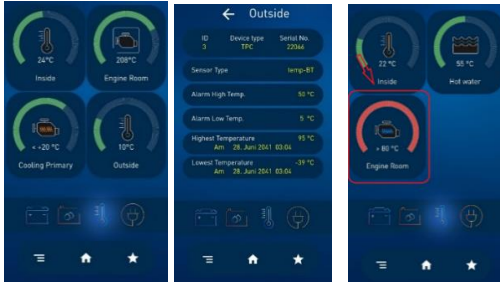 24°C
Inside
208°C
Engine Room
< +20 °C
Cooling Primary
10°C
Outside
← Outside
ID Device type Serial No.
3 TPC 22044
Sensor Type temp-BT
Alarm High Temp. 50 °C
Alarm Low Temp. 5 °C
Highest Temperature 95 °C
Am 28. Juni 2041 03:04
Lowest Temperature -39 °C
Am 28. Juni 2041 03:04
22 °C
Inside
55 °C
Hot water
> 80 °C
Engine Room